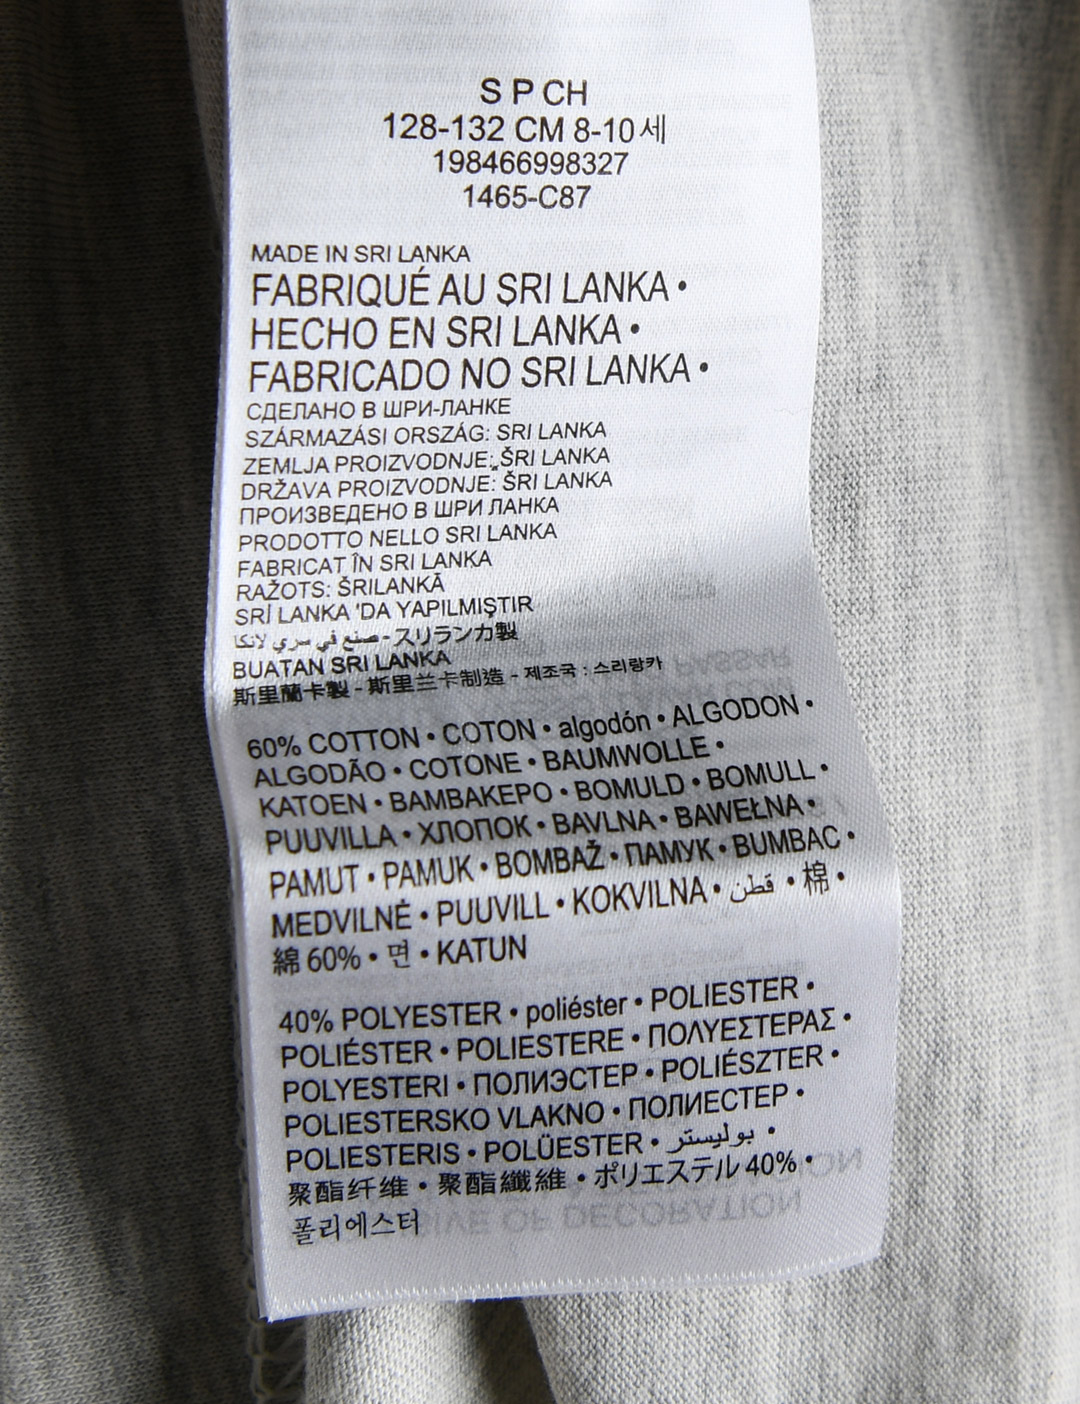 S P CH
128-132 CM 8-10 세
198466998327
1465-C87
MADE IN SRI LANKA
FABRIQUÉ AU SRI LANKA •
HECHO EN SRI LANKA •
FABRICADO NO SRI LANKA •
СДЕЛАНО В ШРИ-ЛАНКЕ
SZÁRMAZÁSI ORSZÁG: SRI LANKA
ZEMLJA PROIZVODNJE: ŠRI LANKA
DRŽAVA PROIZVODNJE: ŠRI LANKA
ПРОИЗВЕДЕНО В ШРИ ЛАНКА
PRODOTTO NELLO SRI LANKA
FABRICAT ÎN SRI LANKA
RAŽOTS: ŠRILANKĀ
SRİ LANKA 'DA YAPILMIŞTIR
صنع في سري لانكا - スリランカ製
BUATAN SRI LANKA
斯里蘭卡製 - 斯里兰卡制造 - 제조국 : 스리랑카
60% COTTON • COTON • algodón • ALGODON •
ALGODÃO • COTONE • BAUMWOLLE •
KATOEN • BAMBAKEPO • BOMULD • BOMULL •
PUUVILLA • ХЛОПОК • BAVLNA • BAWEŁNA •
PAMUT • PAMUK • BOMBAŽ • ПАМУК • BUMBAC •
MEDVILNĖ • PUUVILL • KOKVILNA • قطن • 棉 •
綿 60% • 면 • KATUN
40% POLYESTER • poliéster • POLIESTER •
POLIÉSTER • POLIESTERE • ΠΟΛΥΕΣΤΕΡΑΣ •
POLYESTERI • ПОЛИЭСТЕР • POLIÉSZTER •
POLIESTERSKO VLAKNO • ПОЛИЕСТЕР •
POLIESTERIS • POLÜESTER • بوليستر •
聚酯纤维 • 聚酯纖維 • ポリエステル 40% •
폴리에스터